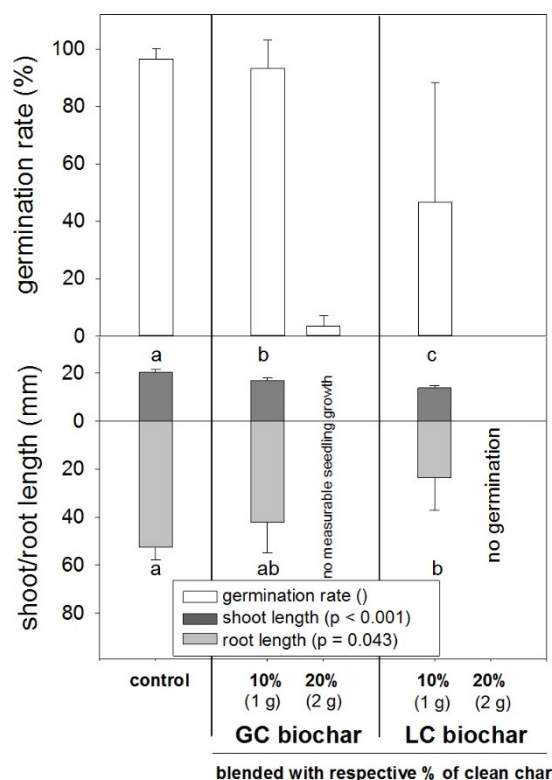 germination rate (%)
100
80
60
40
20
0
shoot/root length (mm)
20
0
20
40
60
80
a
b
c
a
ab
b
no measurable seedling growth
no germination
germination rate ()
shoot length (p < 0.001)
root length (p = 0.043)
control
10%
20%
10%
20%
(1 g)
(2 g)
(1 g)
(2 g)
GC biochar
LC biochar
blended with respective % of clean char